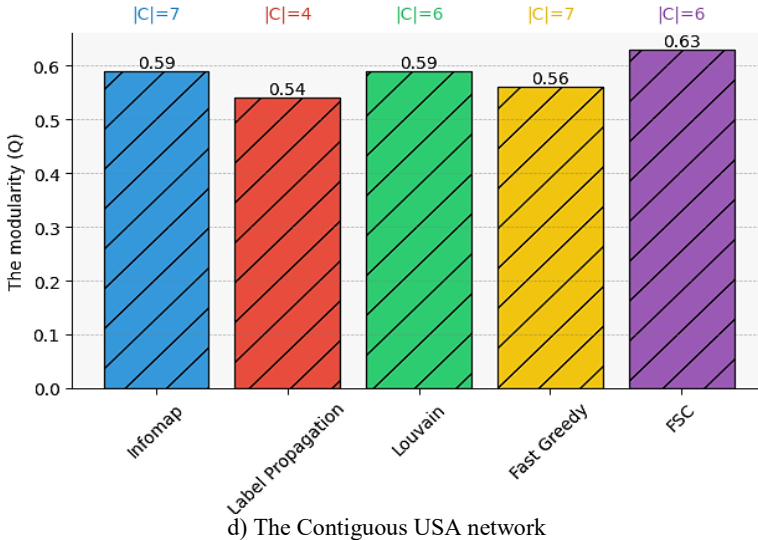 |C|=7 |C|=4 |C|=6 |C|=7 |C|=6
0.59 0.54 0.59 0.56 0.63
The modularity (Q)
0.6
0.5
0.4
0.3
0.2
0.1
0.0
Infomap Label Propagation Louvain Fast Greedy FSC
d) The Contiguous USA network